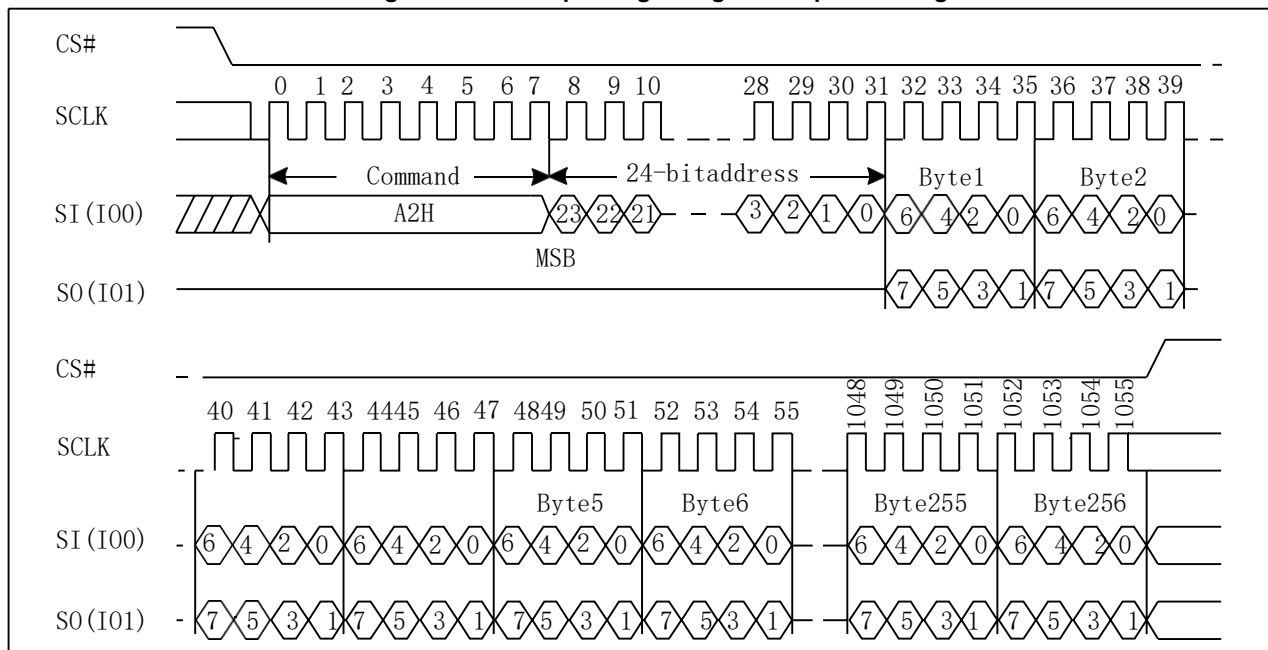 CS#
0 1 2 3 4 5 6 7 8 9 10 28 29 30 31 32 33 34 35 36 37 38 39
SCLK
Command 24-bitaddress Byte1 Byte2
SI(IO0) A2H 23 22 21 3 2 1 0 6 4 2 0 6 4 2 0
MSB
SO(IO1) 7 5 3 1 7 5 3 1
CS#
40 41 42 43 44 45 46 47 48 49 50 51 52 53 54 55 1048 1049 1050 1051 1052 1053 1054 1055
SCLK
Byte5 Byte6 Byte255 Byte256
SI(IO0) 6 4 2 0 6 4 2 0 6 4 2 0 6 4 2 0 6 4 2 0 6 4 2 0
SO(IO1) 7 5 3 1 7 5 3 1 7 5 3 1 7 5 3 1 7 5 3 1 7 5 3 1